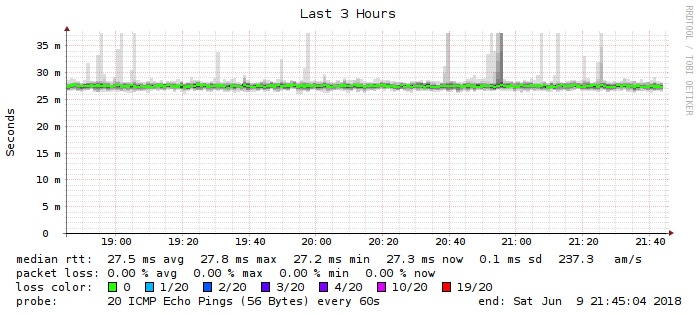 Last 3 Hours
RRDTOOL / TOBI OETIKER
Seconds
35 m
30 m
25 m
20 m
15 m
10 m
5 m
0
19:00 19:20 19:40 20:00 20:20 20:40 21:00 21:20 21:40
median rtt: 27.5 ms avg 27.8 ms max 27.2 ms min 27.3 ms now 0.1 ms sd 237.3 am/s
packet loss: 0.00 % avg 0.00 % max 0.00 % min 0.00 % now
loss color: 0 1/20 2/20 3/20 4/20 10/20 19/20
probe: 20 ICMP Echo Pings (56 Bytes) every 60s end: Sat Jun 9 21:45:04 2018